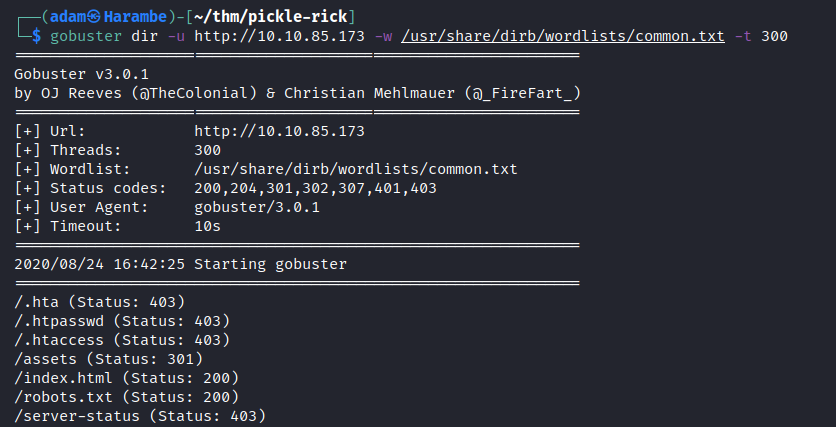 ┌──(adam㉿Harambe)-[~/thm/pickle-rick]
└─$ gobuster dir -u http://10.10.85.173 -w /usr/share/dirb/wordlists/common.txt -t 300
===============================================================
Gobuster v3.0.1
by OJ Reeves (@TheColonial) & Christian Mehlmauer (@_FireFart_)
===============================================================
[+] Url:            http://10.10.85.173
[+] Threads:        300
[+] Wordlist:       /usr/share/dirb/wordlists/common.txt
[+] Status codes:   200,204,301,302,307,401,403
[+] User Agent:     gobuster/3.0.1
[+] Timeout:        10s
===============================================================
2020/08/24 16:42:25 Starting gobuster
===============================================================
/.hta (Status: 403)
/.htpasswd (Status: 403)
/.htaccess (Status: 403)
/assets (Status: 301)
/index.html (Status: 200)
/robots.txt (Status: 200)
/server-status (Status: 403)